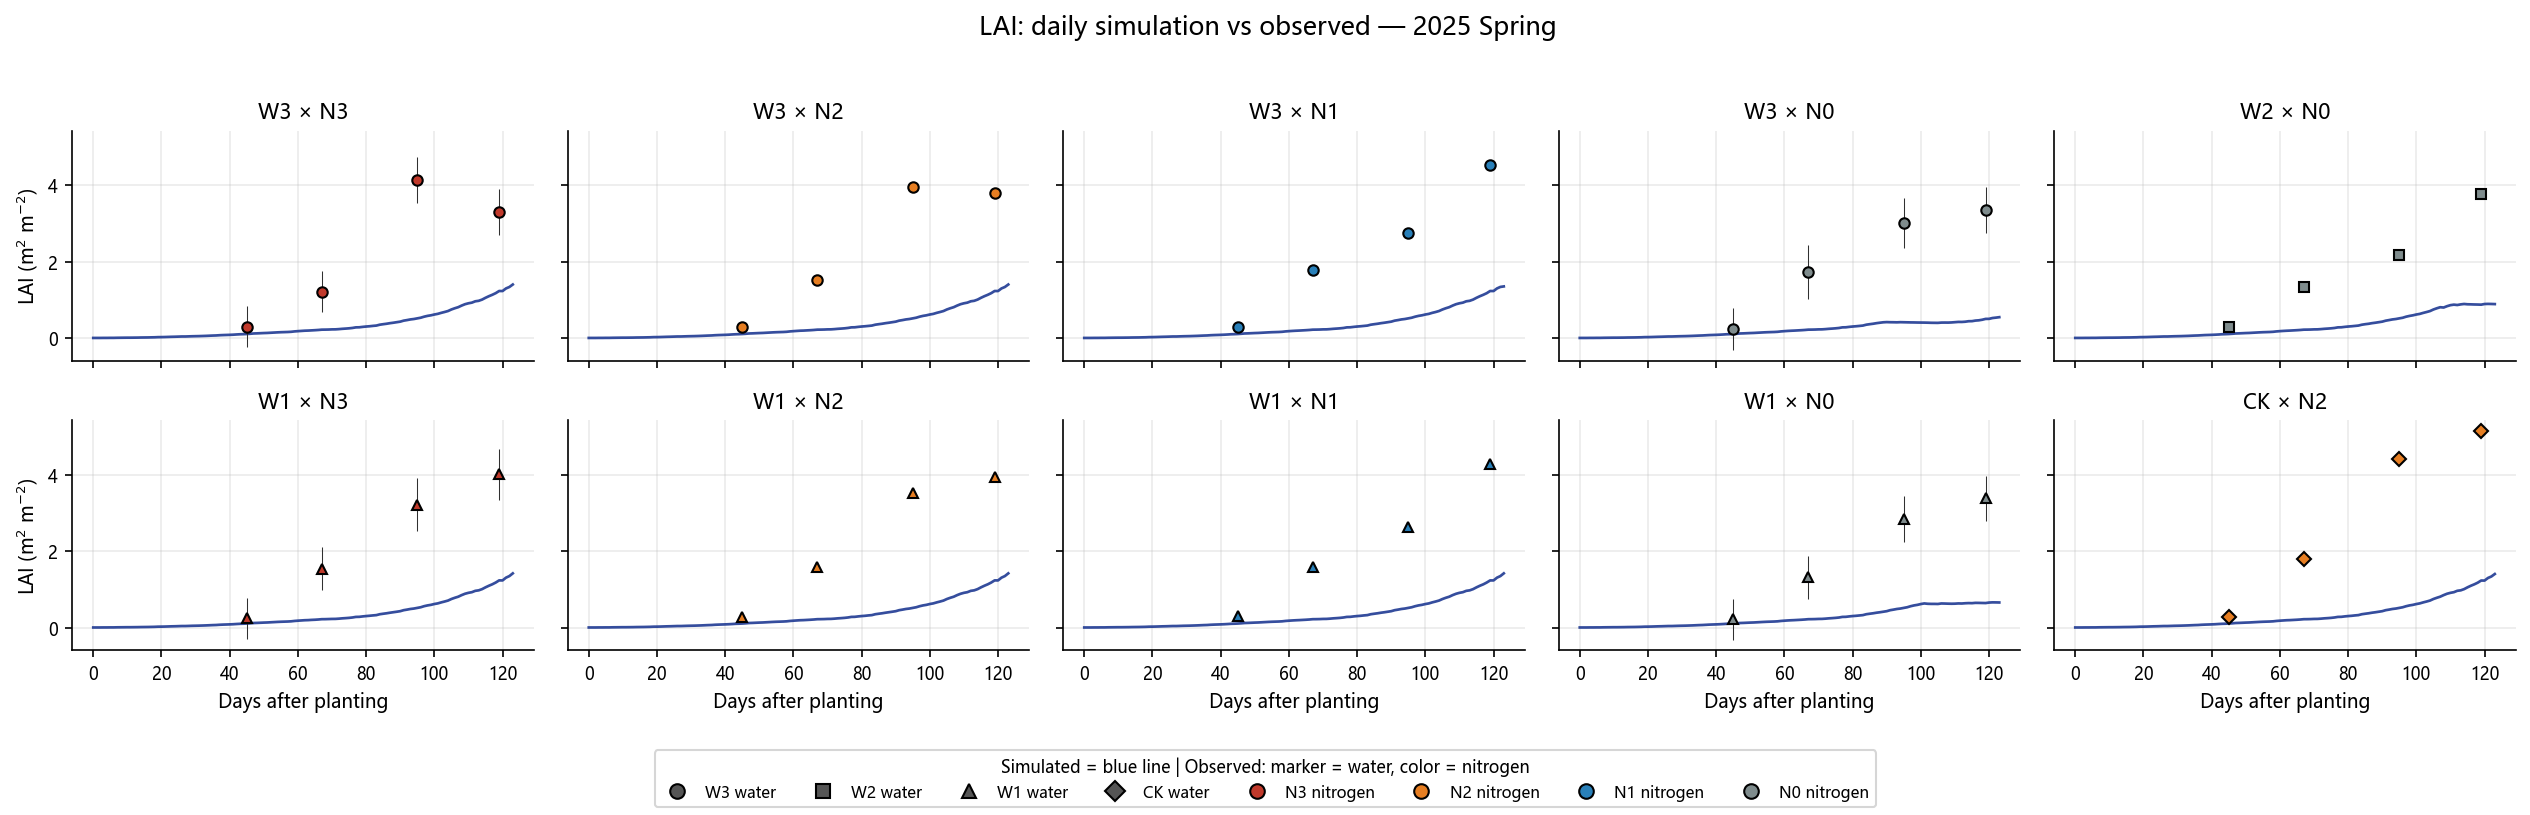 LAI: daily simulation vs observed — 2025 Spring
W3 × N3
W3 × N2
W3 × N1
W3 × N0
W2 × N0
LAI (m² m⁻²)
4
2
0
W1 × N3
W1 × N2
W1 × N1
W1 × N0
CK × N2
LAI (m² m⁻²)
4
2
0
0 20 40 60 80 100 120
0 20 40 60 80 100 120
0 20 40 60 80 100 120
0 20 40 60 80 100 120
0 20 40 60 80 100 120
Days after planting
Days after planting
Days after planting
Days after planting
Days after planting
Simulated = blue line | Observed: marker = water, color = nitrogen
W3 water W2 water W1 water CK water N3 nitrogen N2 nitrogen N1 nitrogen N0 nitrogen